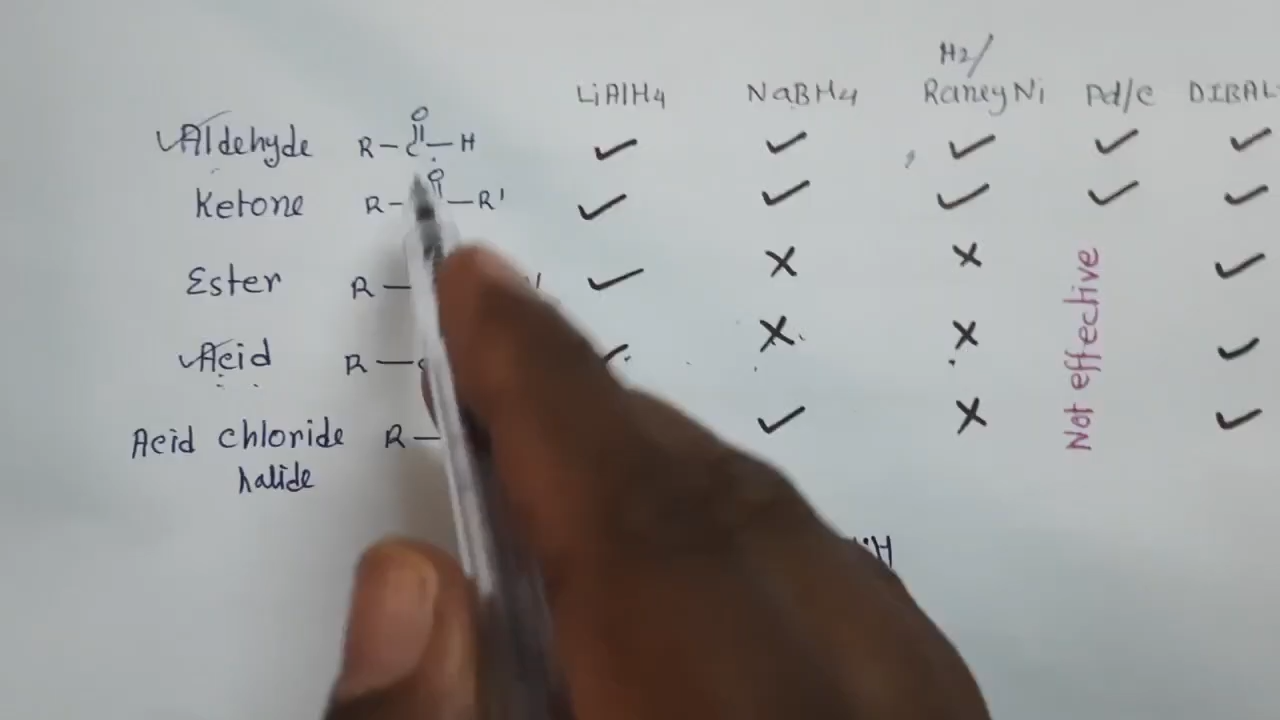 H2/
LiAlH4 NaBH4 Raney Ni Pd/c DIBAL-
Aldehyde R-C-H O ✓ ✓ ✓ ✓ ✓
Ketone R- O -R' ✓ ✓ ✓ ✓ ✓
Ester R- ✓ × × ✓
Acid R- ✓ × × ✓
Acid chloride R- ✓ × ✓
halide
Not effective